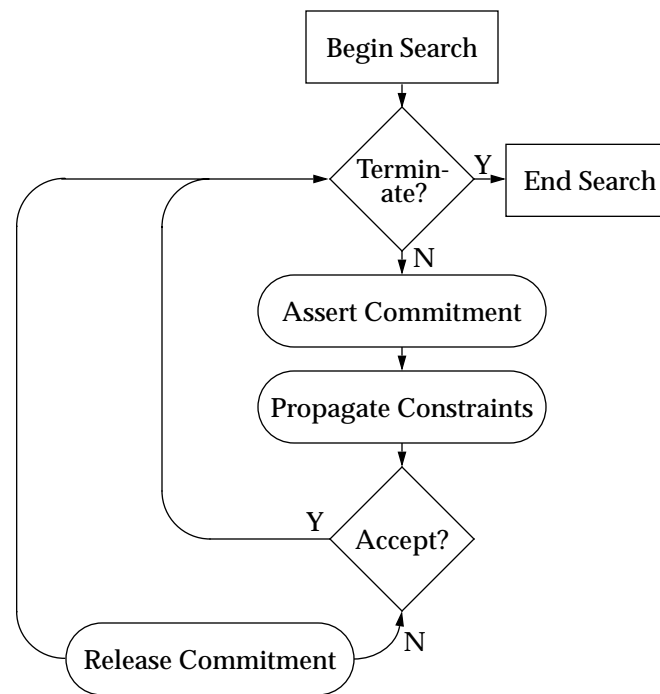 Begin Search
Termin-
ate?
Y
End Search
N
Assert Commitment
Propagate Constraints
Y
Accept?
N
Release Commitment